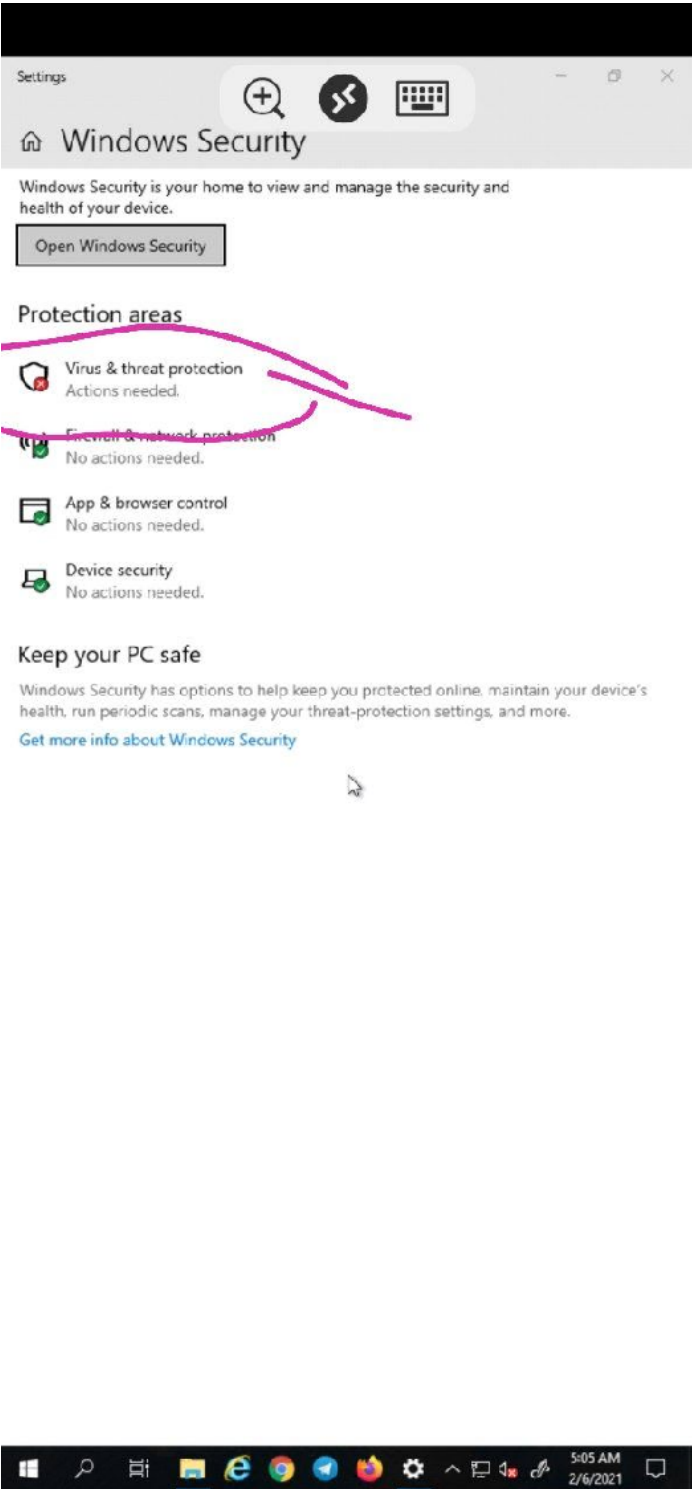 Settings
Windows Security
Windows Security is your home to view and manage the security and
health of your device.
Open Windows Security
Protection areas
Virus & threat protection
Actions needed.
Firewall & network protection
No actions needed.
App & browser control
No actions needed.
Device security
No actions needed.
Keep your PC safe
Windows Security has options to help keep you protected online, maintain your device's
health, run periodic scans, manage your threat-protection settings, and more.
Get more info about Windows Security
5:05 AM
2/6/2021